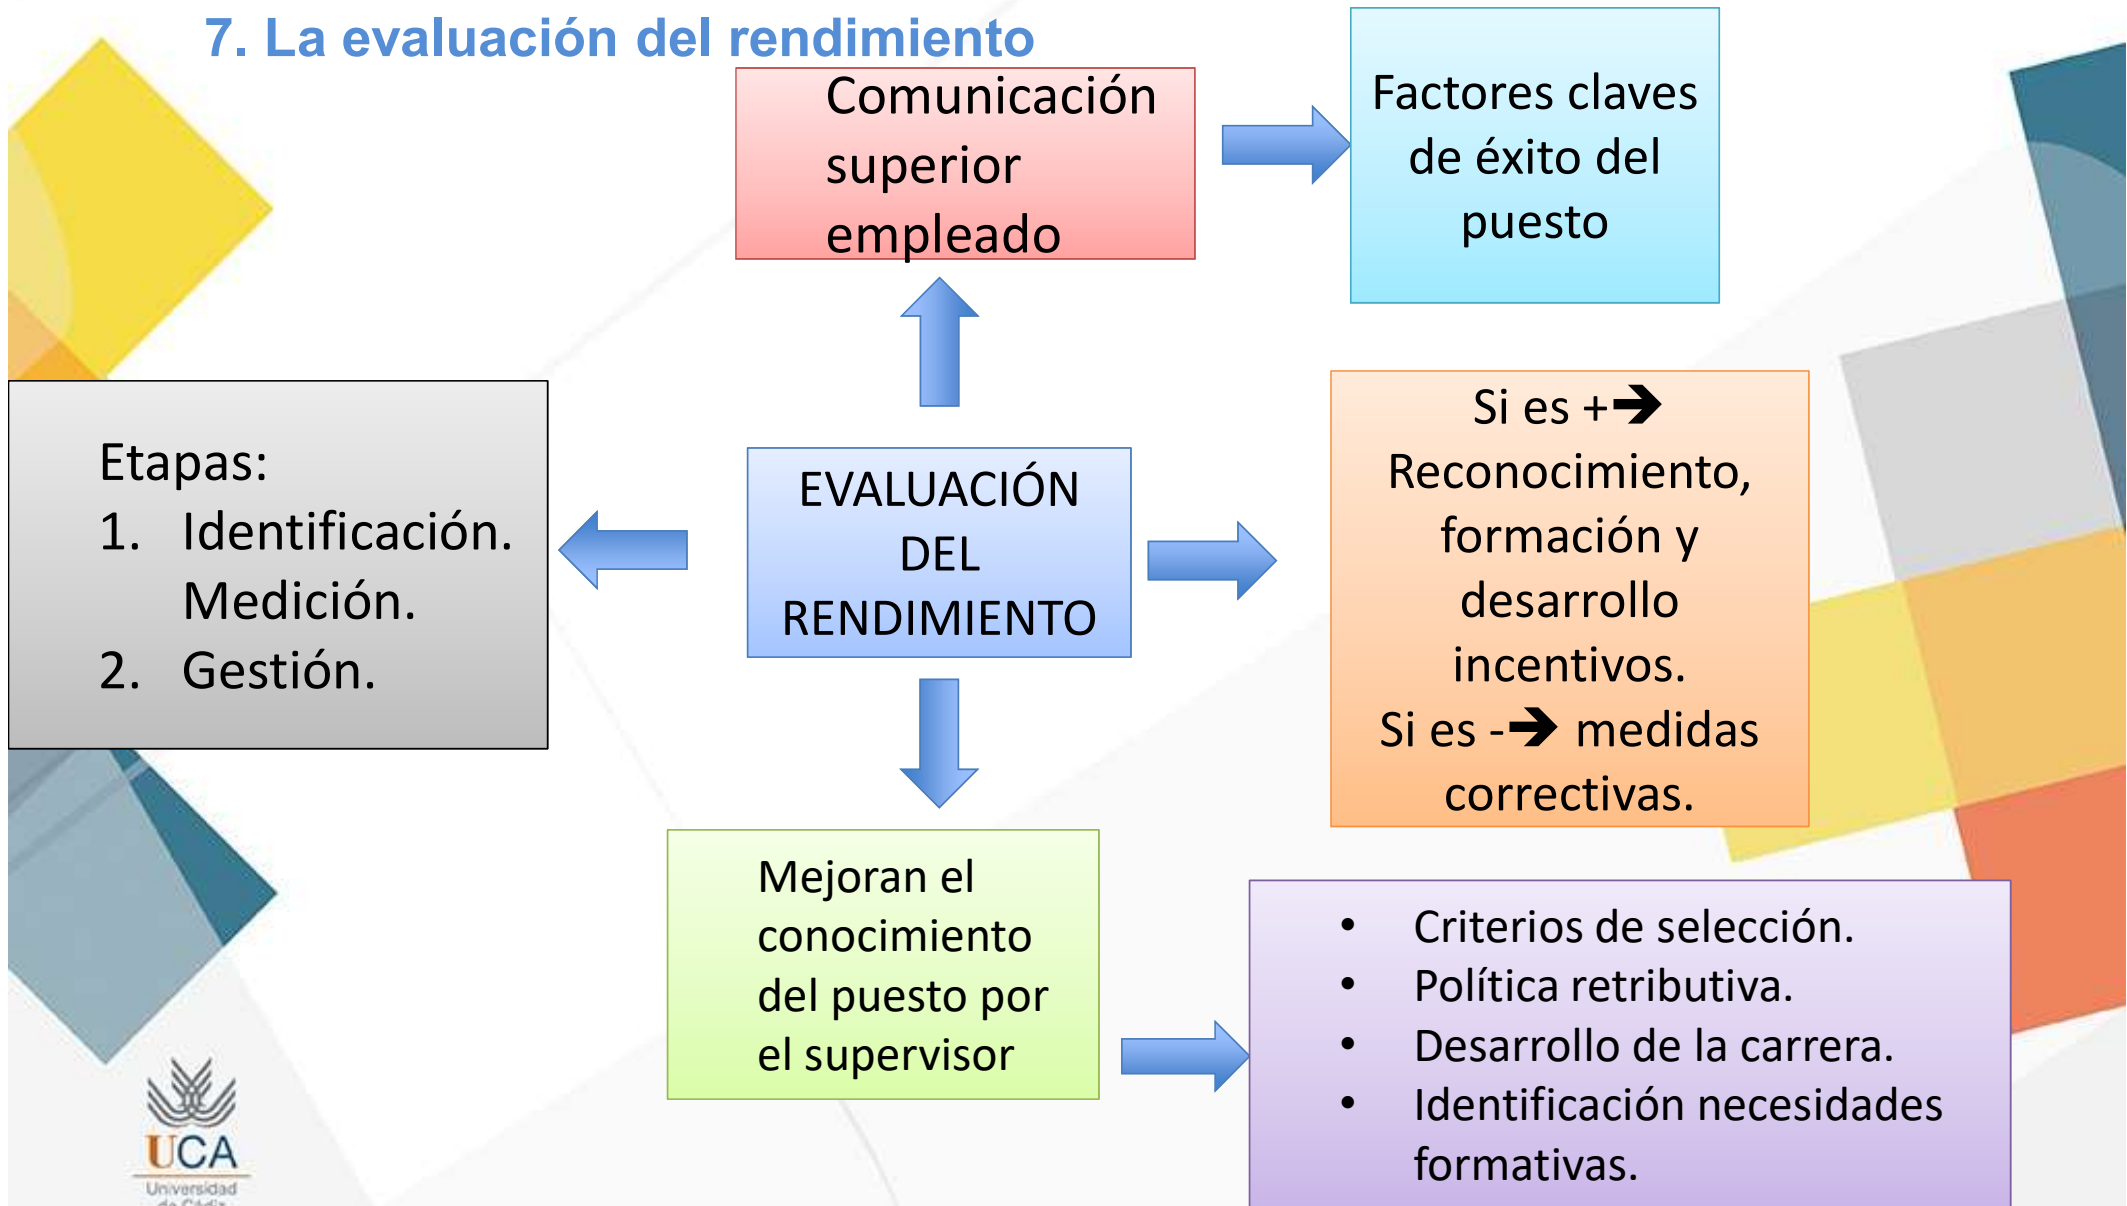 7. La evaluación del rendimiento
Comunicación
superior
empleado
Factores claves
de éxito del
puesto
Etapas:
1. Identificación.
Medición.
2. Gestión.
EVALUACIÓN
DEL
RENDIMIENTO
Si es +➔
Reconocimiento,
formación y
desarrollo
incentivos.
Si es -➔ medidas
correctivas.
Mejoran el
conocimiento
del puesto por
el supervisor
• Criterios de selección.
• Política retributiva.
• Desarrollo de la carrera.
• Identificación necesidades
formativas.
UCA
Universidad
de Cádiz